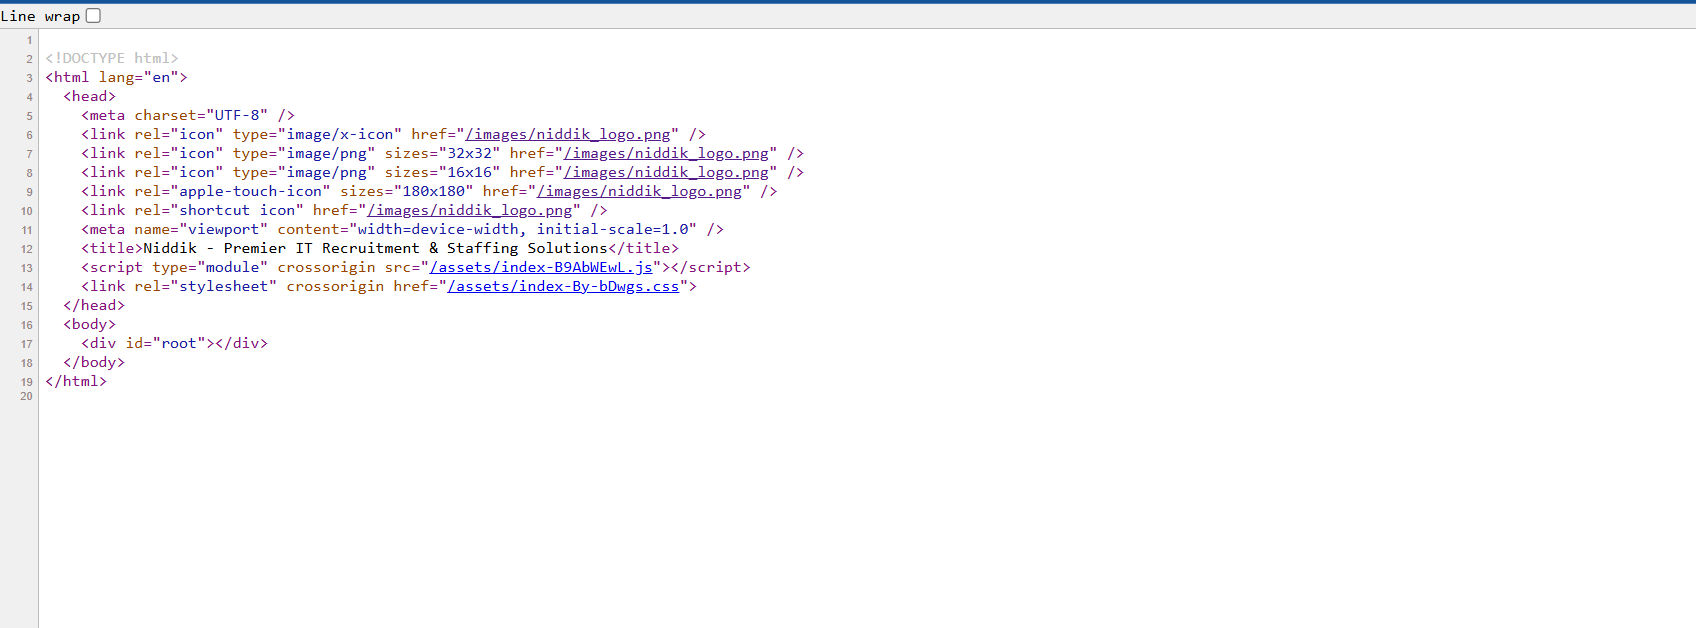 Line wrap
1
2 <!DOCTYPE html>
3 <html lang="en">
4 <head>
5 <meta charset="UTF-8" />
6 <link rel="icon" type="image/x-icon" href="/images/niddik_logo.png" />
7 <link rel="icon" type="image/png" sizes="32x32" href="/images/niddik_logo.png" />
8 <link rel="icon" type="image/png" sizes="16x16" href="/images/niddik_logo.png" />
9 <link rel="apple-touch-icon" sizes="180x180" href="/images/niddik_logo.png" />
10 <link rel="shortcut icon" href="/images/niddik_logo.png" />
11 <meta name="viewport" content="width=device-width, initial-scale=1.0" />
12 <title>Niddik - Premier IT Recruitment & Staffing Solutions</title>
13 <script type="module" crossorigin src="/assets/index-B9AbWEwL.js"></script>
14 <link rel="stylesheet" crossorigin href="/assets/index-By-bDwgs.css">
15 </head>
16 <body>
17 <div id="root"></div>
18 </body>
19 </html>
20